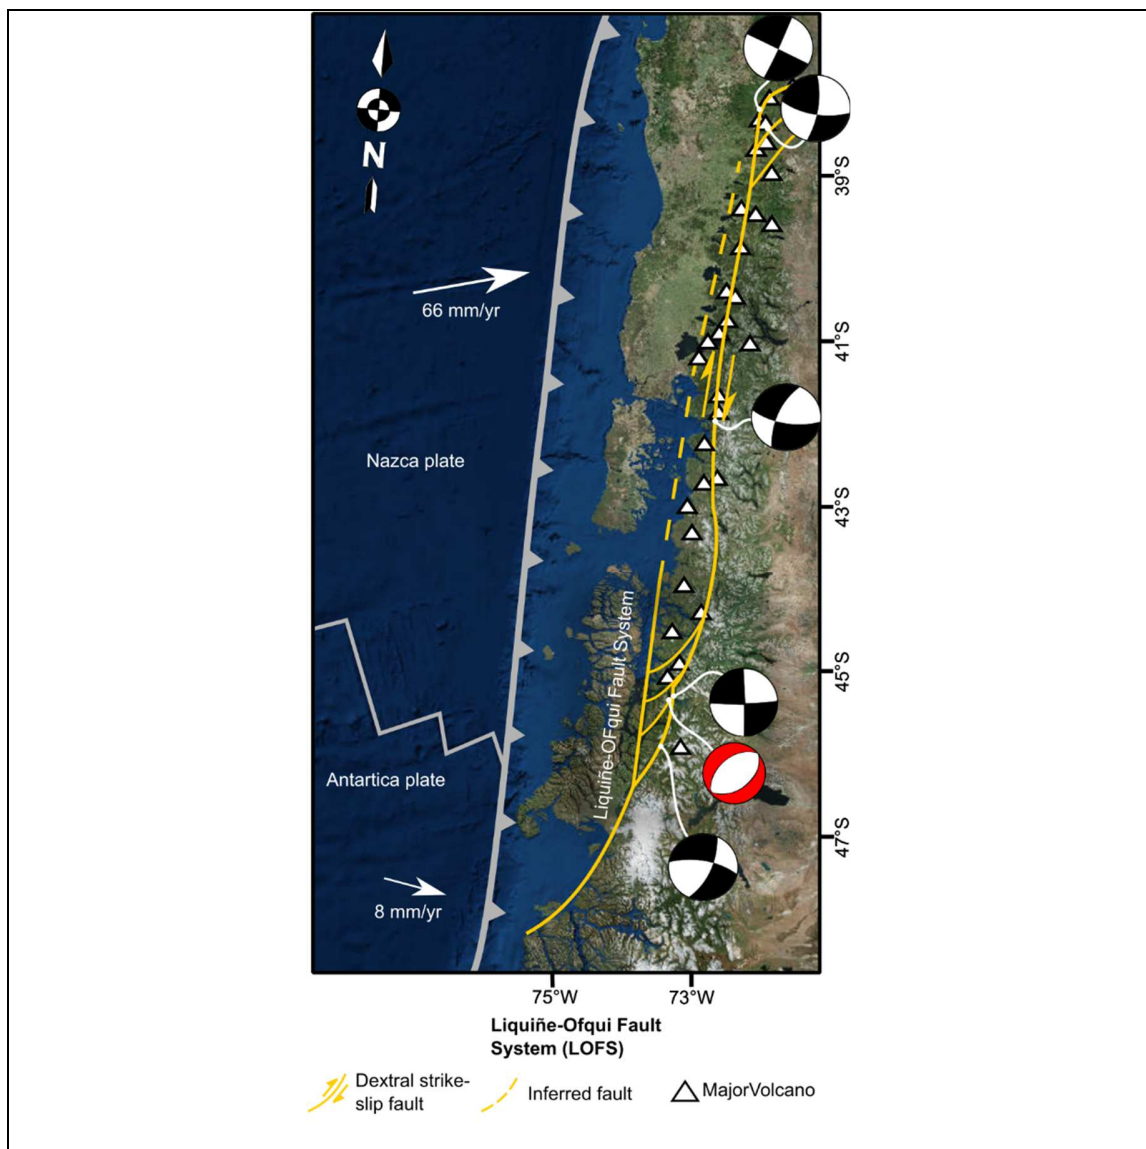 N
39°S
66 mm/yr
41°S
Nazca plate
43°S
Liquiñe-OFqui Fault System
45°S
Antartica plate
47°S
8 mm/yr
75°W
73°W
Liquiñe-Ofqui Fault
System (LOFS)
Dextral strike-
slip fault
Inferred fault
MajorVolcano